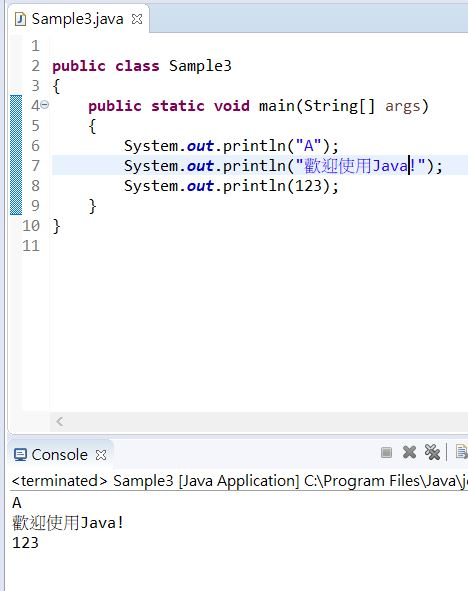 Sample3.java
1
2 public class Sample3
3 {
4 public static void main(String[] args)
5 {
6 System.out.println("A");
7 System.out.println("歡迎使用Java!");
8 System.out.println(123);
9 }
10 }
11
Console
<terminated> Sample3 [Java Application] C:\Program Files\Java\j
A
歡迎使用Java!
123